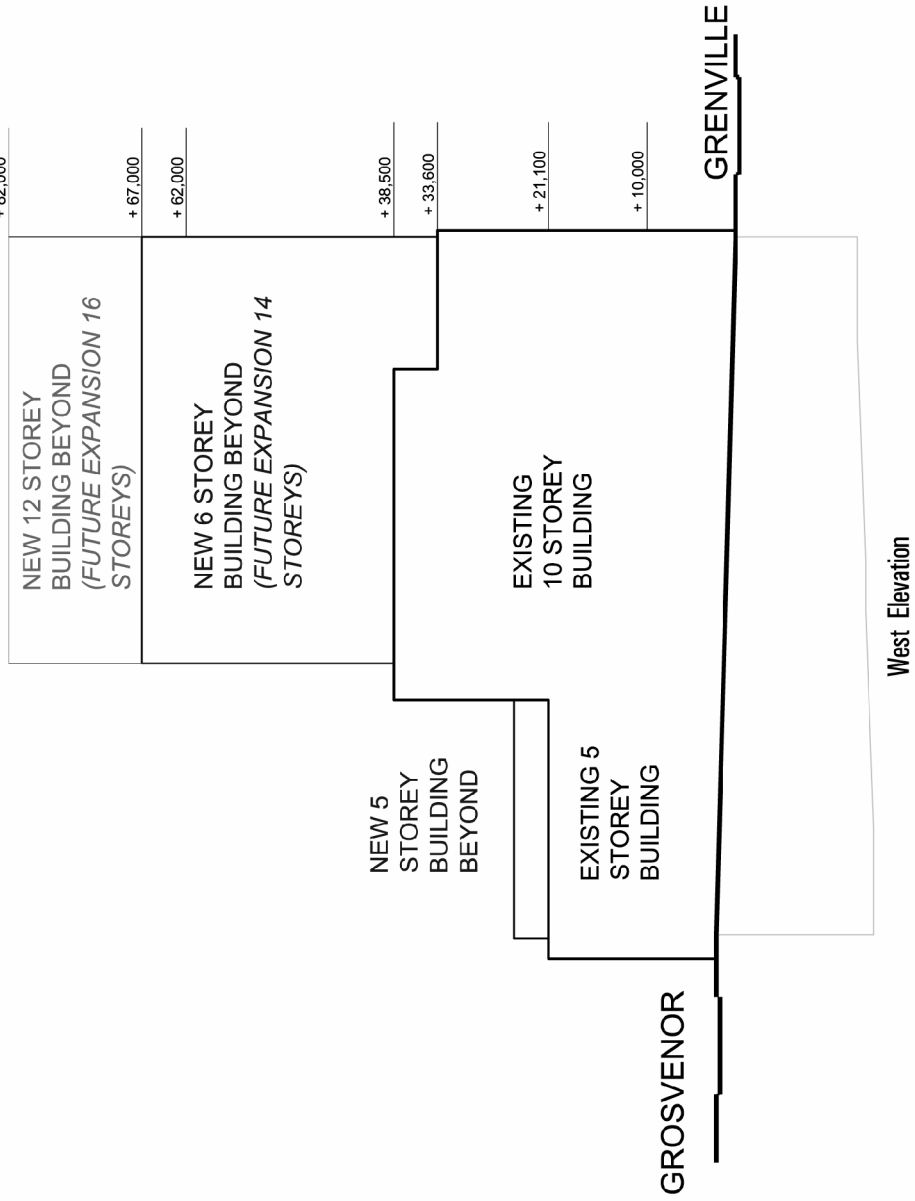 NEW 12 STOREY
BUILDING BEYOND
(FUTURE EXPANSION 16
STOREYS)
+ 67,000
+ 62,000
NEW 6 STOREY
BUILDING BEYOND
(FUTURE EXPANSION 14
STOREYS)
+ 38,500
+ 33,600
NEW 5
STOREY
BUILDING
BEYOND
EXISTING
10 STOREY
BUILDING
+ 21,100
EXISTING 5
STOREY
BUILDING
+ 10,000
GROSVENOR
GRENVILLE
West Elevation